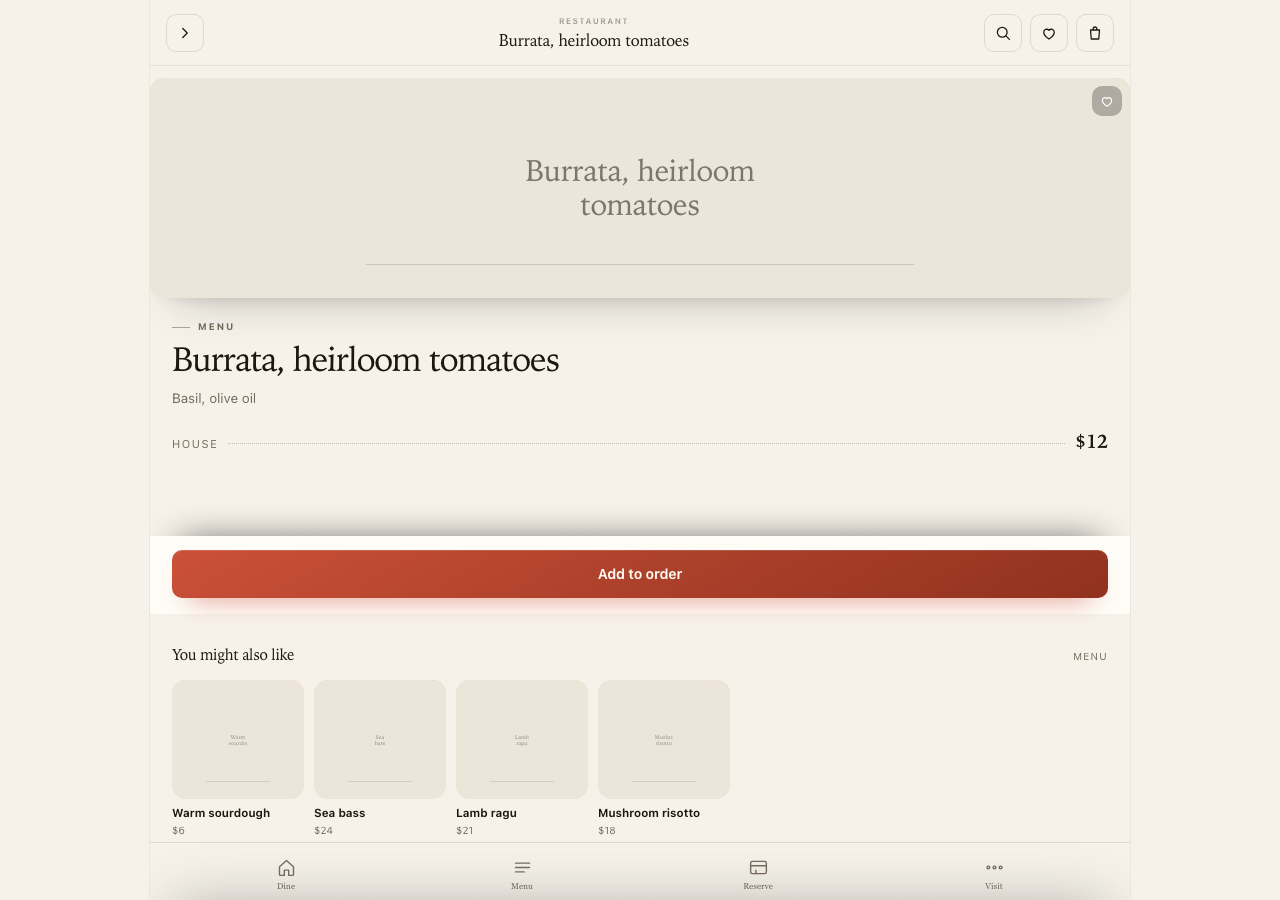 RESTAURANT
Burrata, heirloom tomatoes
Burrata, heirloom
tomatoes
MENU
Burrata, heirloom tomatoes
Basil, olive oil
HOUSE $12
Add to order
You might also like
MENU
Warm
sourdo
Sea
bass
Lamb
ragu
Mushro
risotto
Warm sourdough
$6
Sea bass
$24
Lamb ragu
$21
Mushroom risotto
$18
Dine
Menu
Reserve
Visit